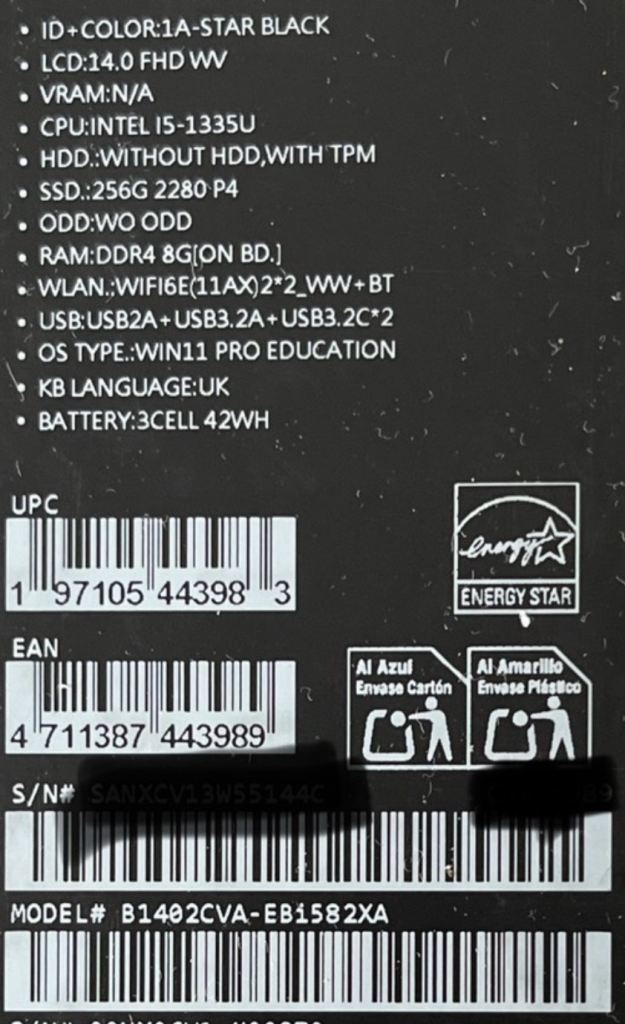 • ID+COLOR:1A-STAR BLACK
• LCD:14.0 FHD WV
• VRAM:N/A
• CPU:INTEL I5-1335U
• HDD.:WITHOUT HDD,WITH TPM
• SSD.:256G 2280 P4
• ODD:WO ODD
• RAM:DDR4 8G[ON BD.]
• WLAN.:WIFI6E(11AX)2*2_WW+BT
• USB:USB2A+USB3.2A+USB3.2C*2
• OS TYPE.:WIN11 PRO EDUCATION
• KB LANGUAGE:UK
• BATTERY:3CELL 42WH
UPC
1 97105 44398 3
energy
ENERGY STAR
EAN
4 711387 443989
Al Azul
Envase Cartón
Al Amarillo
Envase Plástico
S/N#
MODEL# B1402CVA-EBi582XA